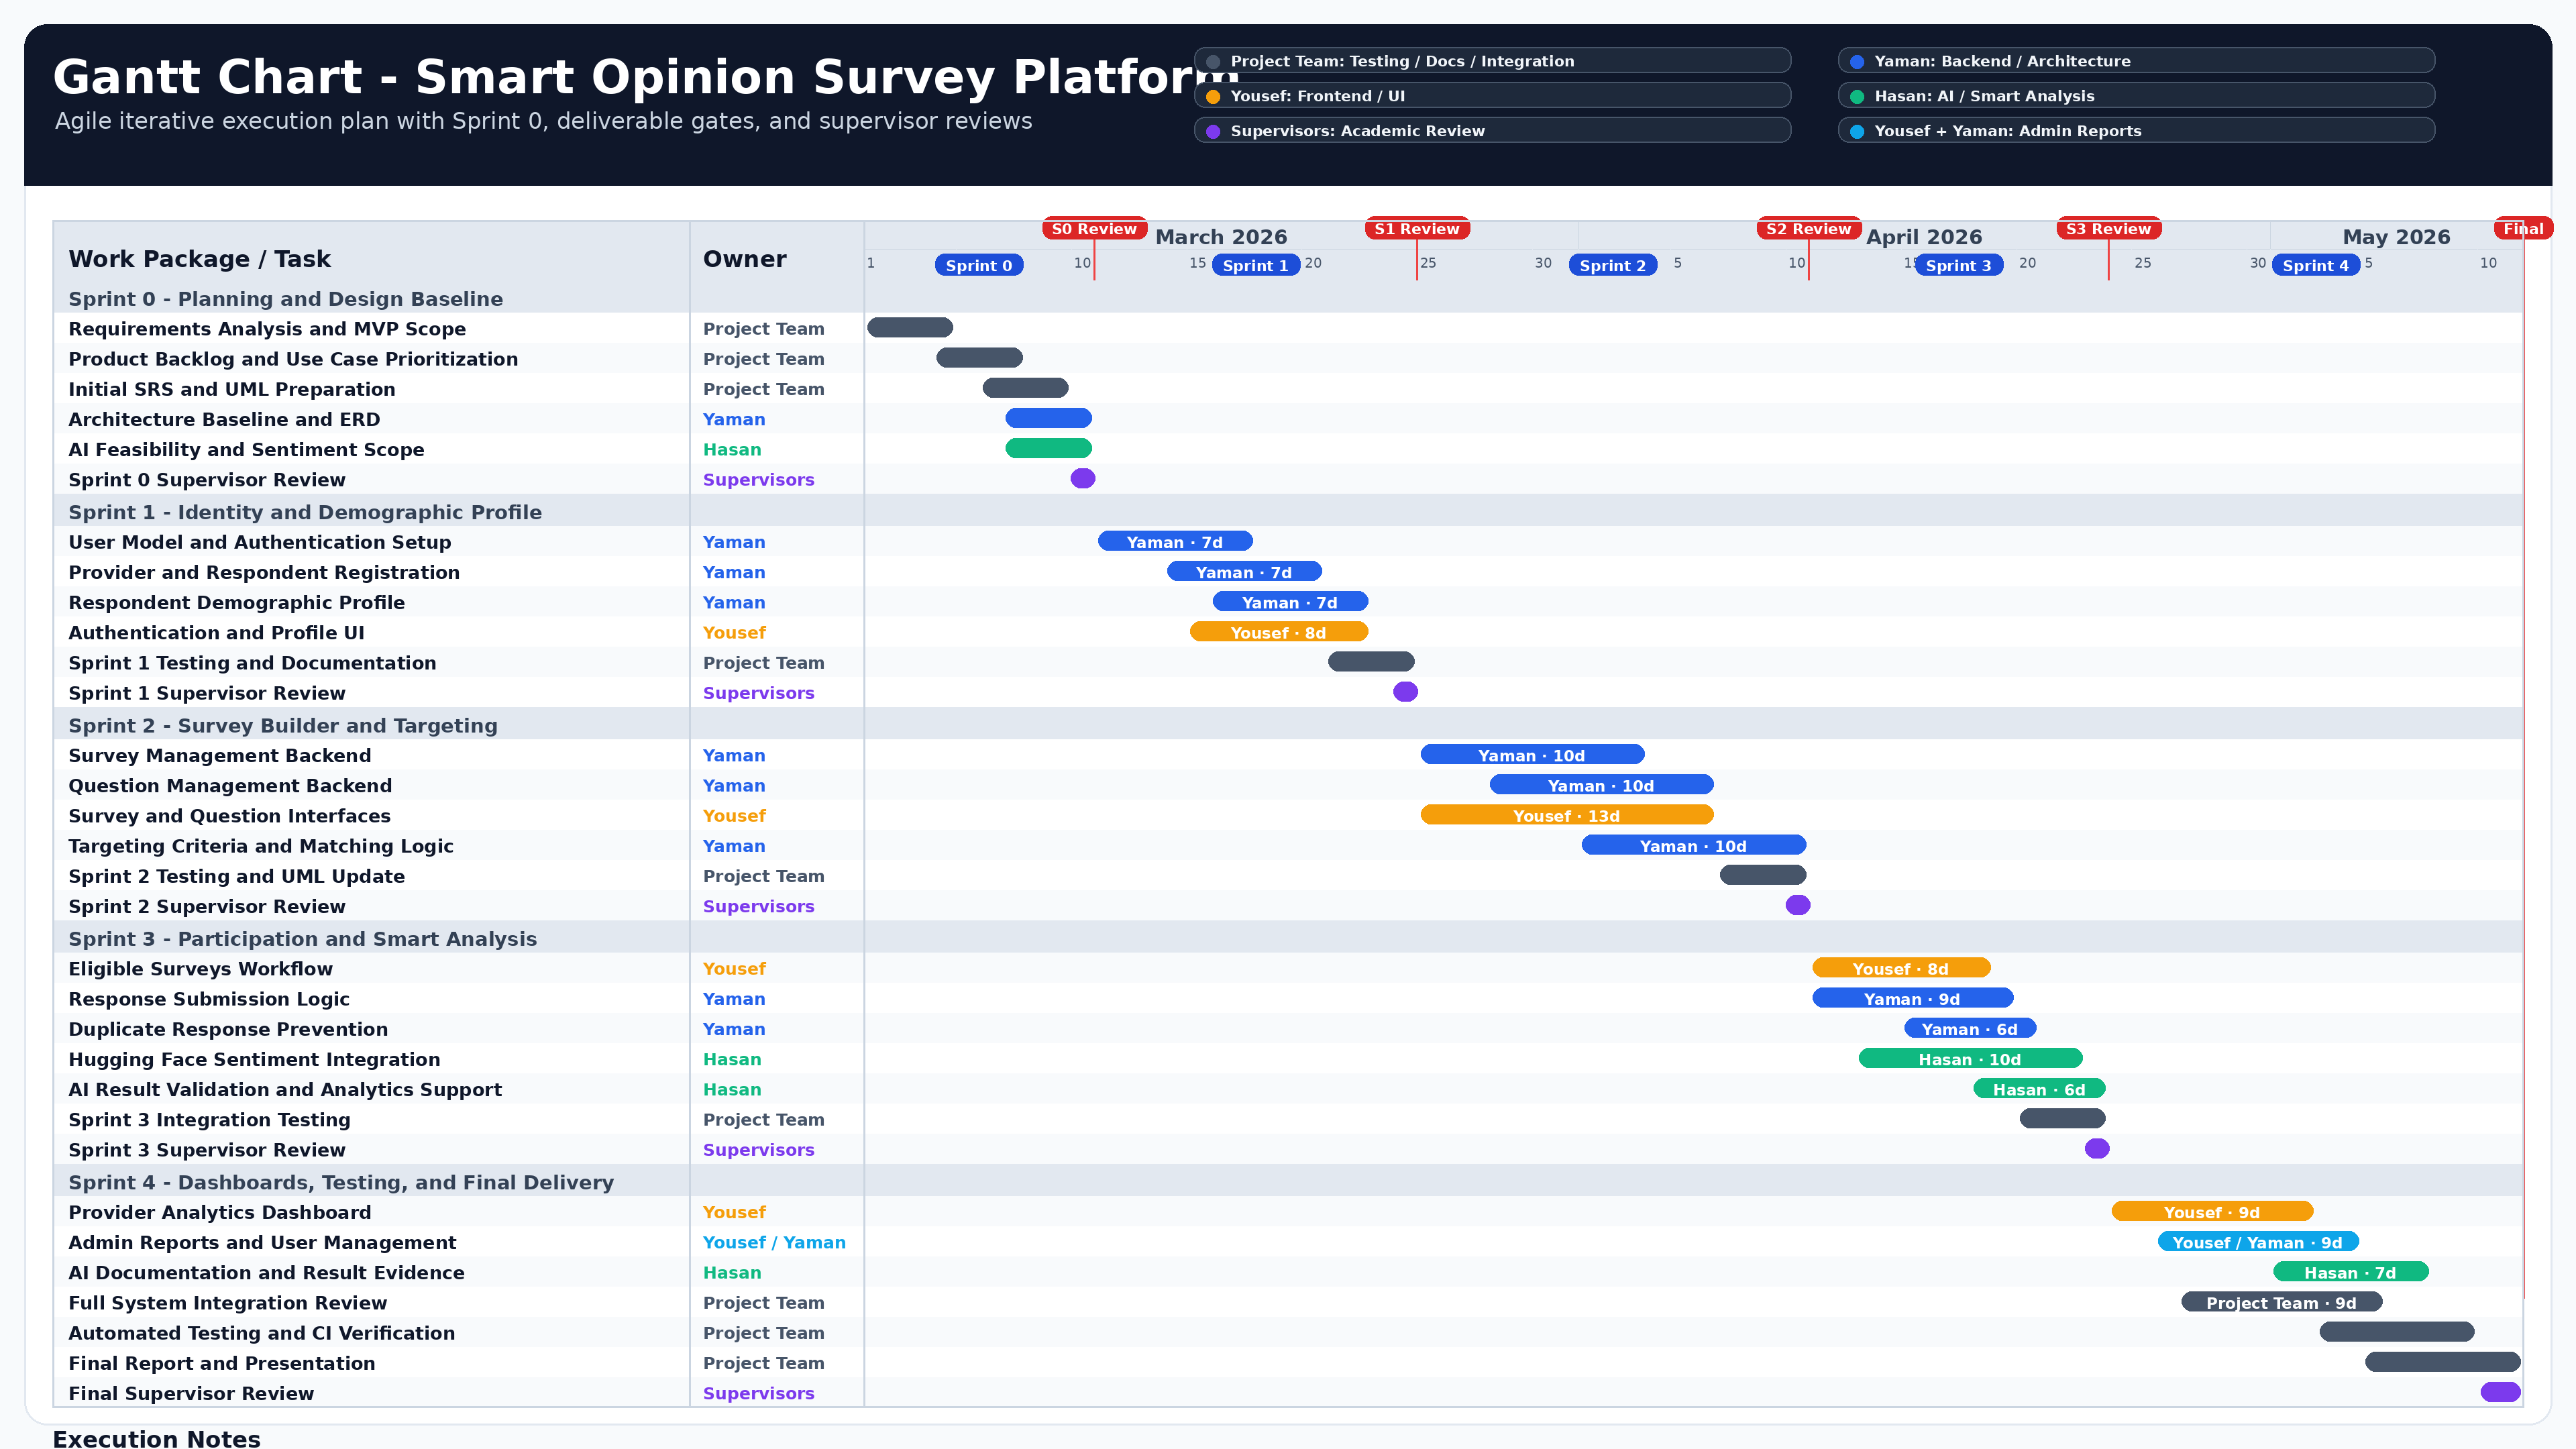 Gantt Chart - Smart Opinion Survey Platform
Agile iterative execution plan with Sprint 0, deliverable gates, and supervisor reviews
Project Team: Testing / Docs / Integration
Yaman: Backend / Architecture
Yousef: Frontend / UI
Hasan: AI / Smart Analysis
Supervisors: Academic Review
Yousef + Yaman: Admin Reports
S0 Review March 2026 S1 Review S2 Review April 2026 S3 Review May 2026 Final
Work Package / Task Owner
1 Sprint 0 10 15 Sprint 1 20 25 30 Sprint 2 5 10 15 Sprint 3 20 25 30 Sprint 4 5 10
Sprint 0 - Planning and Design Baseline
Requirements Analysis and MVP Scope Project Team
Product Backlog and Use Case Prioritization Project Team
Initial SRS and UML Preparation Project Team
Architecture Baseline and ERD Yaman
AI Feasibility and Sentiment Scope Hasan
Sprint 0 Supervisor Review Supervisors
Sprint 1 - Identity and Demographic Profile
User Model and Authentication Setup Yaman Yaman · 7d
Provider and Respondent Registration Yaman Yaman · 7d
Respondent Demographic Profile Yaman Yaman · 7d
Authentication and Profile UI Yousef Yousef · 8d
Sprint 1 Testing and Documentation Project Team
Sprint 1 Supervisor Review Supervisors
Sprint 2 - Survey Builder and Targeting
Survey Management Backend Yaman Yaman · 10d
Question Management Backend Yaman Yaman · 10d
Survey and Question Interfaces Yousef Yousef · 13d
Targeting Criteria and Matching Logic Yaman Yaman · 10d
Sprint 2 Testing and UML Update Project Team
Sprint 2 Supervisor Review Supervisors
Sprint 3 - Participation and Smart Analysis
Eligible Surveys Workflow Yousef Yousef · 8d
Response Submission Logic Yaman Yaman · 9d
Duplicate Response Prevention Yaman Yaman · 6d
Hugging Face Sentiment Integration Hasan Hasan · 10d
AI Result Validation and Analytics Support Hasan Hasan · 6d
Sprint 3 Integration Testing Project Team
Sprint 3 Supervisor Review Supervisors
Sprint 4 - Dashboards, Testing, and Final Delivery
Provider Analytics Dashboard Yousef Yousef · 9d
Admin Reports and User Management Yousef / Yaman Yousef / Yaman · 9d
AI Documentation and Result Evidence Hasan Hasan · 7d
Full System Integration Review Project Team Project Team · 9d
Automated Testing and CI Verification Project Team
Final Report and Presentation Project Team
Final Supervisor Review Supervisors
Execution Notes